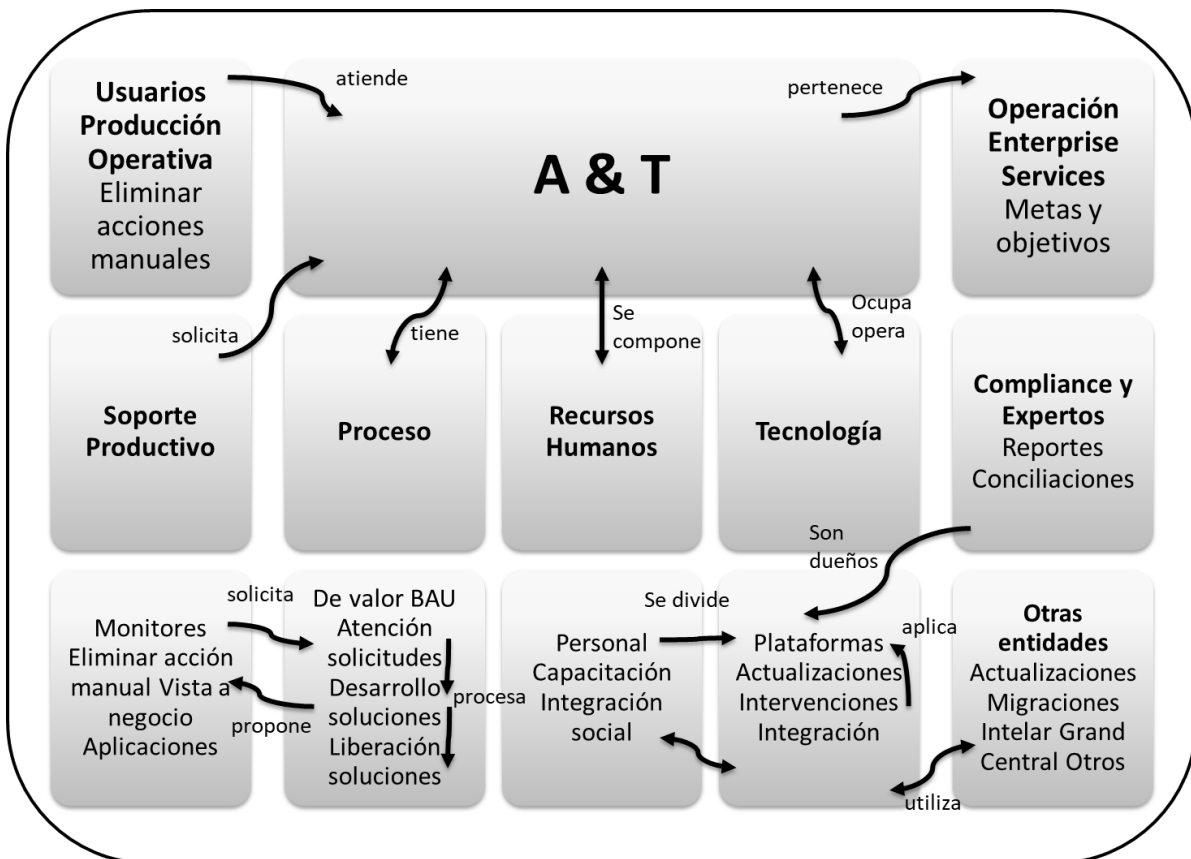 Usuarios
Producción
Operativa
Eliminar
acciones
manuales
atiende
A & T
pertenece
Operación
Enterprise
Services
Metas y
objetivos
solicita
tiene
Se
compone
Ocupa
opera
Soporte
Productivo
Proceso
Recursos
Humanos
Tecnología
Compliance y
Expertos
Reportes
Conciliaciones
Son
dueños
solicita
Monitores
Eliminar acción
manual Vista a
negocio
Aplicaciones
propone
De valor BAU
Atención
solicitudes
Desarrollo
soluciones
Liberación
soluciones
procesa
Se divide
Personal
Capacitación
Integración
social
Plataformas
Actualizaciones
Intervenciones
Integración
aplica
utiliza
Otras
entidades
Actualizaciones
Migraciones
Intelar Grand
Central Otros